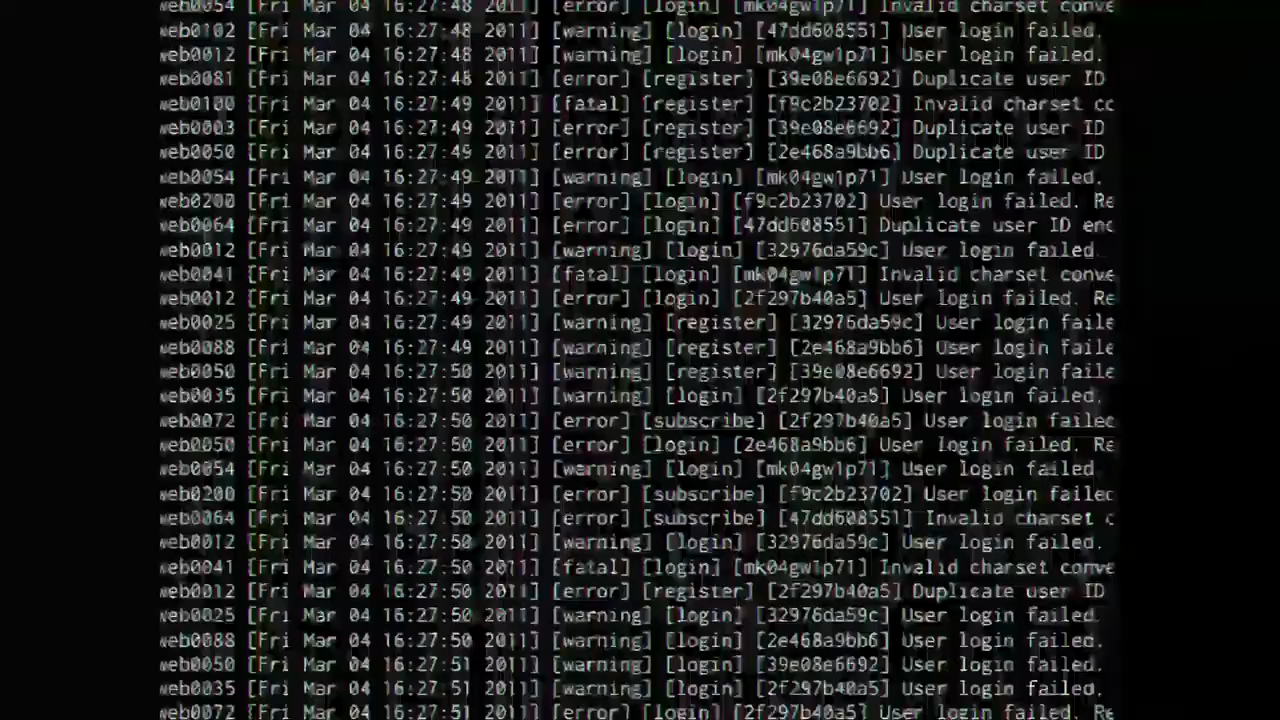 web0054 [Fri Mar 04 16:27:48 2011] [error] [login] [mk04gw1p71] Invalid charset conve
web0102 [Fri Mar 04 16:27:48 2011] [warning] [login] [47dd608551] User login failed.
web0012 [Fri Mar 04 16:27:48 2011] [warning] [login] [mk04gw1p71] User login failed.
web0081 [Fri Mar 04 16:27:48 2011] [error] [register] [39e08e6692] Duplicate user ID
web0100 [Fri Mar 04 16:27:49 2011] [fatal] [register] [f9c2b23702] Invalid charset co
web0003 [Fri Mar 04 16:27:49 2011] [error] [register] [39e08e6692] Duplicate user ID
web0050 [Fri Mar 04 16:27:49 2011] [error] [register] [2e468a9bb6] Duplicate user ID
web0054 [Fri Mar 04 16:27:49 2011] [warning] [login] [mk04gw1p71] User login failed.
web0200 [Fri Mar 04 16:27:49 2011] [error] [login] [f9c2b23702] User login failed. Re
web0064 [Fri Mar 04 16:27:49 2011] [error] [login] [47dd608551] Duplicate user ID enc
web0012 [Fri Mar 04 16:27:49 2011] [warning] [login] [32976da59c] User login failed.
web0041 [Fri Mar 04 16:27:49 2011] [fatal] [login] [mk04gw1p71] Invalid charset conve
web0012 [Fri Mar 04 16:27:49 2011] [error] [login] [2f297b40a5] User login failed. Re
web0025 [Fri Mar 04 16:27:49 2011] [warning] [register] [32976da59c] User login faile
web0088 [Fri Mar 04 16:27:49 2011] [warning] [register] [2e468a9bb6] User login faile
web0050 [Fri Mar 04 16:27:50 2011] [warning] [register] [39e08e6692] User login faile
web0035 [Fri Mar 04 16:27:50 2011] [warning] [login] [2f297b40a5] User login failed.
web0072 [Fri Mar 04 16:27:50 2011] [error] [subscribe] [2f297b40a5] User login failed
web0050 [Fri Mar 04 16:27:50 2011] [error] [login] [2e468a9bb6] User login failed. Re
web0054 [Fri Mar 04 16:27:50 2011] [warning] [login] [mk04gw1p71] User login failed.
web0200 [Fri Mar 04 16:27:50 2011] [error] [subscribe] [f9c2b23702] User login failed
web0064 [Fri Mar 04 16:27:50 2011] [error] [subscribe] [47dd608551] Invalid charset c
web0012 [Fri Mar 04 16:27:50 2011] [warning] [login] [32976da59c] User login failed.
web0041 [Fri Mar 04 16:27:50 2011] [fatal] [login] [mk04gw1p71] Invalid charset conve
web0012 [Fri Mar 04 16:27:50 2011] [error] [register] [2f297b40a5] Duplicate user ID
web0025 [Fri Mar 04 16:27:50 2011] [warning] [login] [32976da59c] User login failed.
web0088 [Fri Mar 04 16:27:50 2011] [warning] [login] [2e468a9bb6] User login failed.
web0050 [Fri Mar 04 16:27:51 2011] [warning] [login] [39e08e6692] User login failed.
web0035 [Fri Mar 04 16:27:51 2011] [warning] [login] [2f297b40a5] User login failed.
web0072 [Fri Mar 04 16:27:51 2011] [error] [login] [2f297b40a5] User login failed. Re